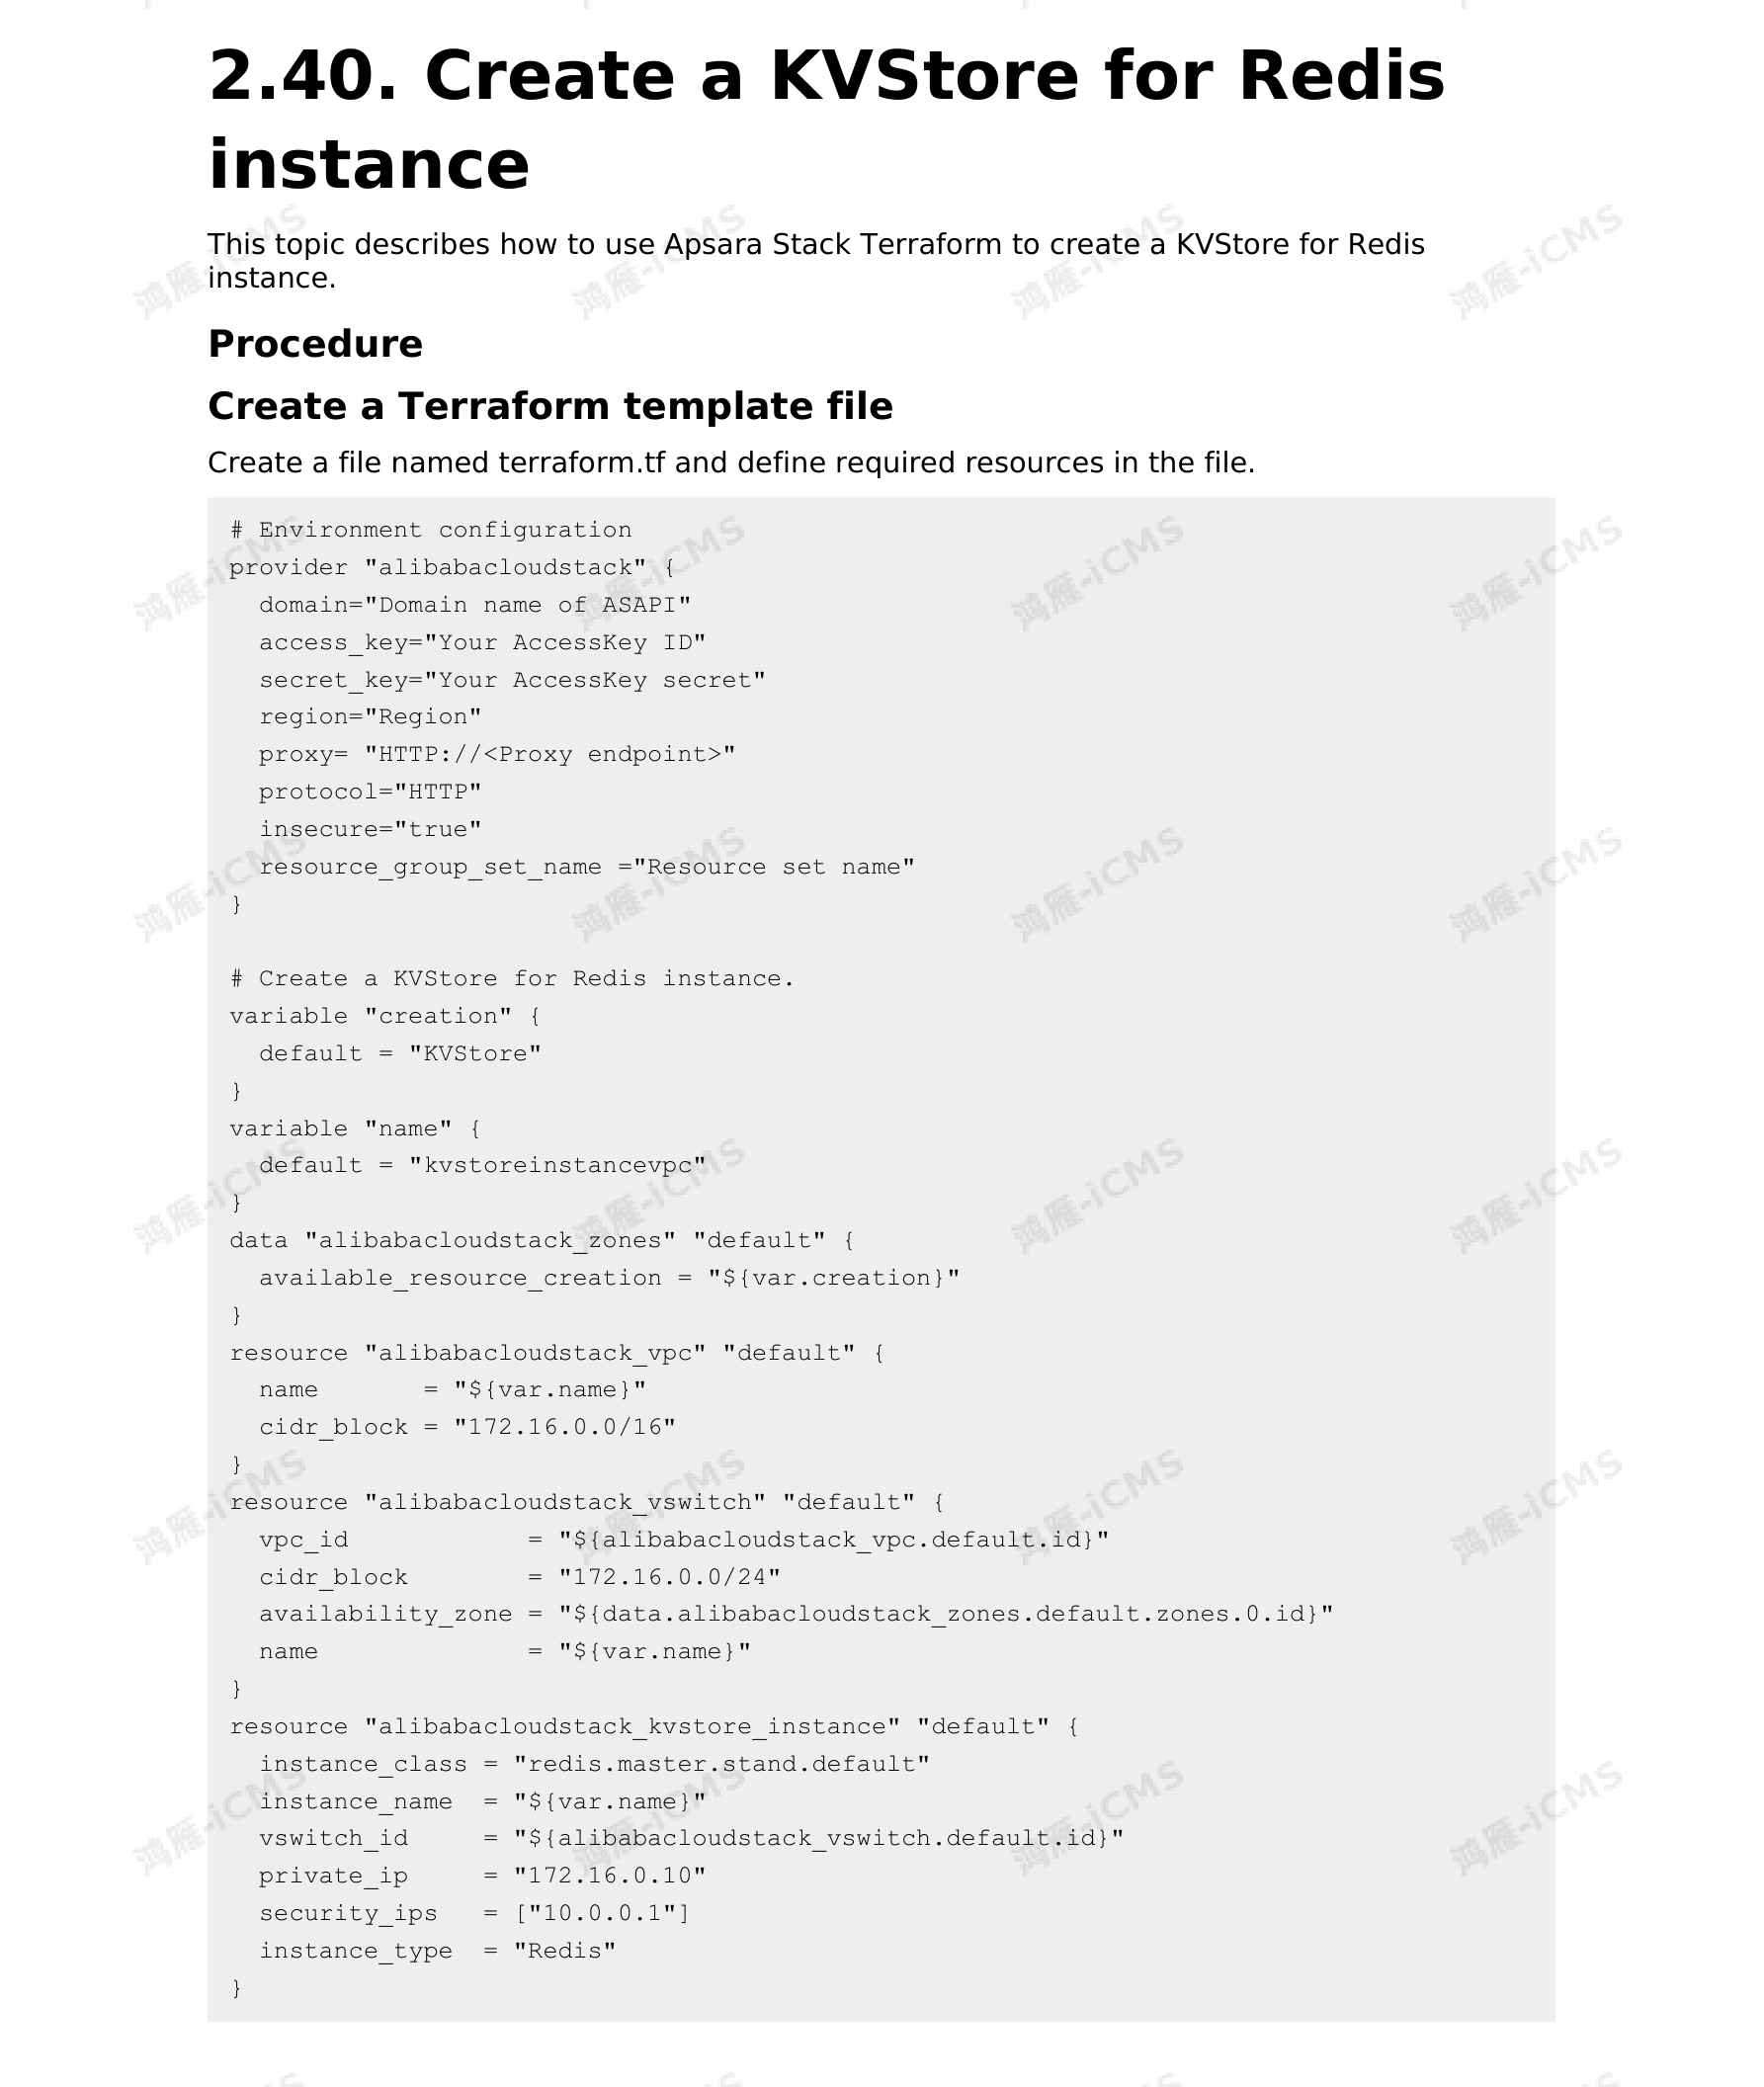 2.40. Create a KVStore for Redis
instance
This topic describes how to use Apsara Stack Terraform to create a KVStore for Redis
instance.
Procedure
Create a Terraform template file
Create a file named terraform.tf and define required resources in the file.
# Environment configuration
provider "alibabacloudstack" {
  domain="Domain name of ASAPI"
  access_key="Your AccessKey ID"
  secret_key="Your AccessKey secret"
  region="Region"
  proxy= "HTTP://<Proxy endpoint>"
  protocol="HTTP"
  insecure="true"
  resource_group_set_name ="Resource set name"
}

# Create a KVStore for Redis instance.
variable "creation" {
  default = "KVStore"
}
variable "name" {
  default = "kvstoreinstancevpc"
}
data "alibabacloudstack_zones" "default" {
  available_resource_creation = "${var.creation}"
}
resource "alibabacloudstack_vpc" "default" {
  name       = "${var.name}"
  cidr_block = "172.16.0.0/16"
}
resource "alibabacloudstack_vswitch" "default" {
  vpc_id            = "${alibabacloudstack_vpc.default.id}"
  cidr_block        = "172.16.0.0/24"
  availability_zone = "${data.alibabacloudstack_zones.default.zones.0.id}"
  name              = "${var.name}"
}
resource "alibabacloudstack_kvstore_instance" "default" {
  instance_class = "redis.master.stand.default"
  instance_name  = "${var.name}"
  vswitch_id     = "${alibabacloudstack_vswitch.default.id}"
  private_ip     = "172.16.0.10"
  security_ips   = ["10.0.0.1"]
  instance_type  = "Redis"
}
鸿雁-iCMS